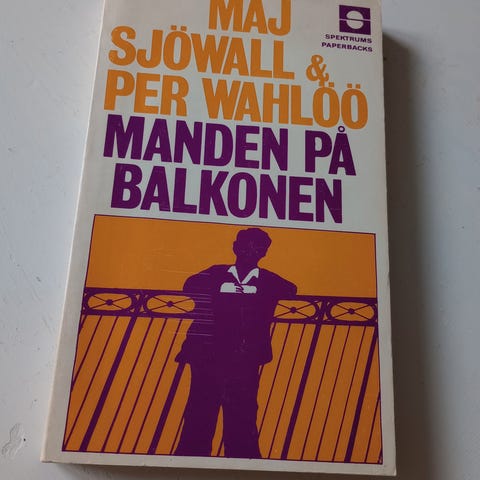 MAJ
SJÖWALL &
PER WAHLÖÖ
MANDEN PÅ
BALKONEN
SPEKTRUMS
PAPERBACKS